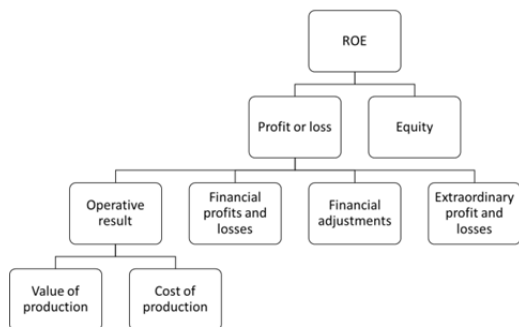 ROE
Profit or loss
Equity
Operative
result
Financial
profits and
losses
Financial
adjustments
Extraordinary
profit and
losses
Value of
production
Cost of
production